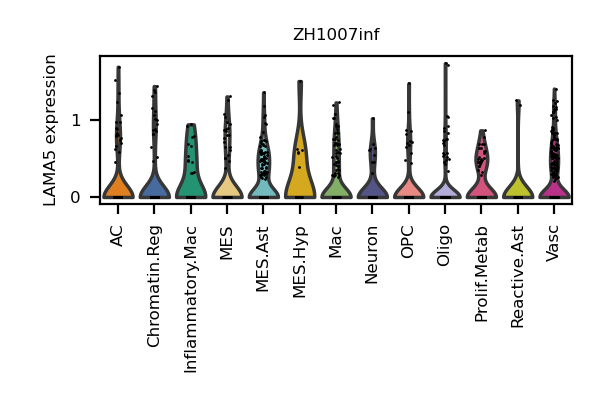 ZH1007inf
LAMA5 expression
1
0
AC
Chromatin.Reg
Inflammatory.Mac
MES
MES.Ast
MES.Hyp
Mac
Neuron
OPC
Oligo
Prolif.Metab
Reactive.Ast
Vasc